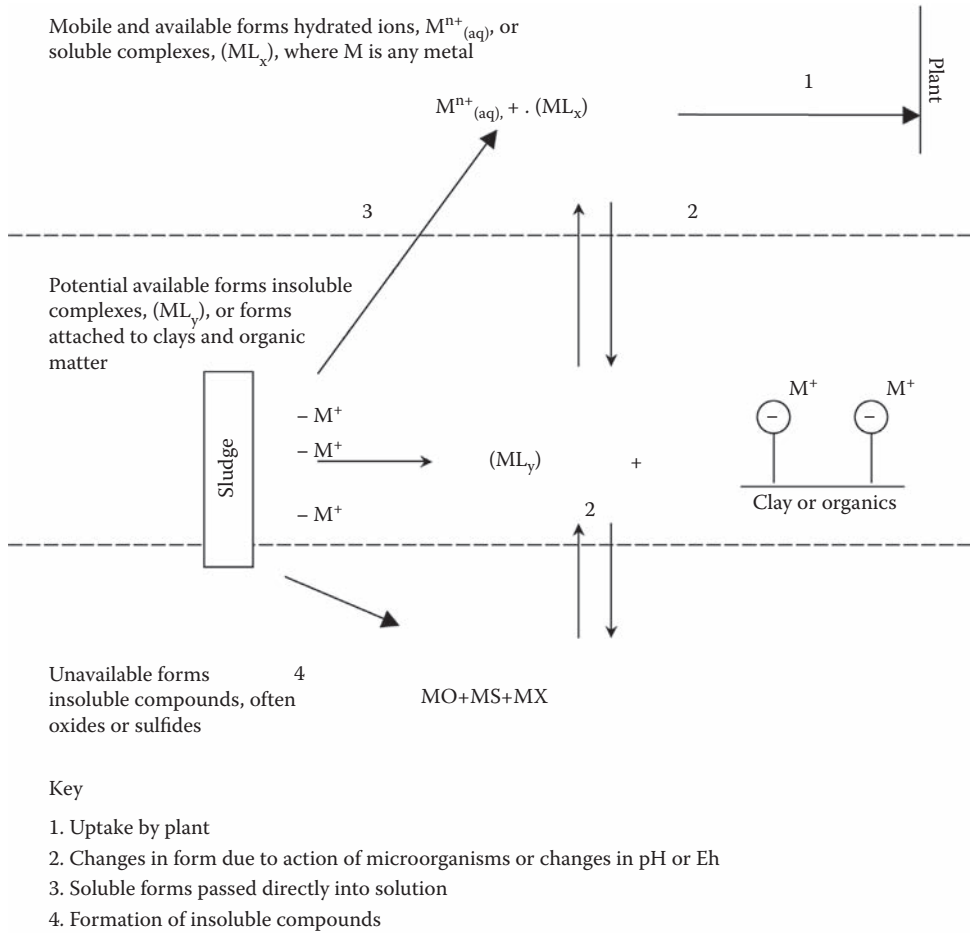 Mobile and available forms hydrated ions, Mⁿ⁺₍aq₎, or
soluble complexes, (MLₓ), where M is any metal
1
Plant
Mⁿ⁺₍aq₎, + . (MLₓ)
3
2
Potential available forms insoluble
complexes, (MLy), or forms
attached to clays and organic
matter
Sludge
– M⁺
– M⁺
– M⁺
(MLy)
+
M⁺
M⁺
–
–
Clay or organics
2
Unavailable forms
4
insoluble compounds, often
oxides or sulfides
MO+MS+MX
Key
1. Uptake by plant
2. Changes in form due to action of microorganisms or changes in pH or Eh
3. Soluble forms passed directly into solution
4. Formation of insoluble compounds